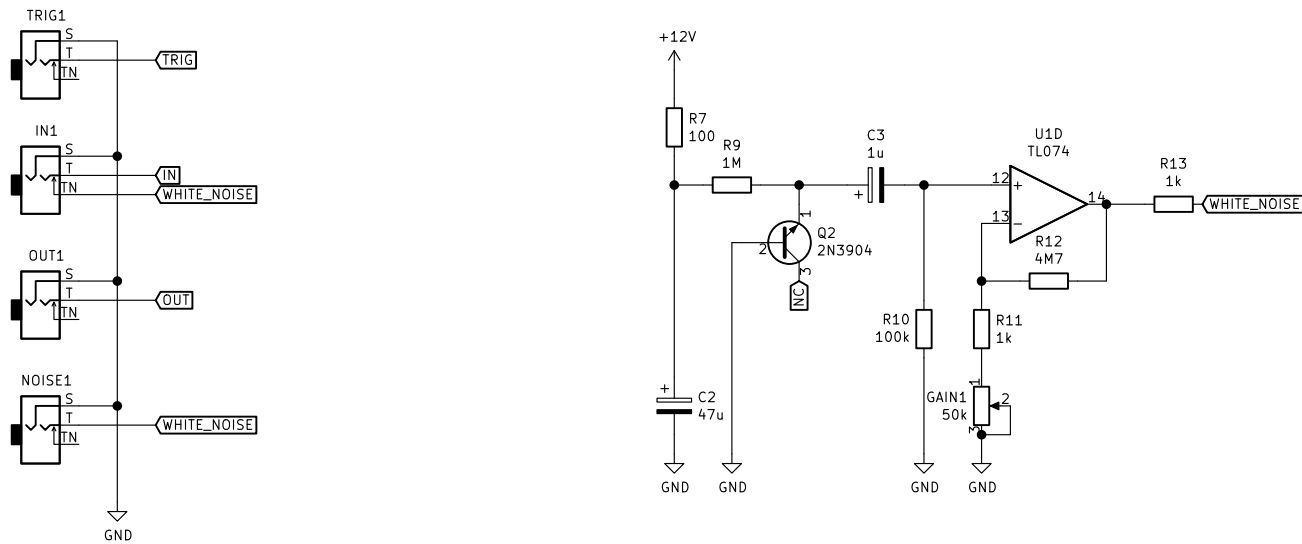 TRIG1
S
T
TN
TRIG
IN1
S
T
TN
IN
WHITE_NOISE
OUT1
S
T
TN
OUT
NOISE1
S
T
TN
WHITE_NOISE
GND
+12V
R7
100
R9
1M
C3
1u
+
1
2
3
Q2
2N3904
NC
+
C2
47u
GND
GND
R10
100k
GND
U1D
TL074
12
+
13
-
14
R12
4M7
R11
1k
GAIN1
50k
1
2
3
GND
R13
1k
WHITE_NOISE